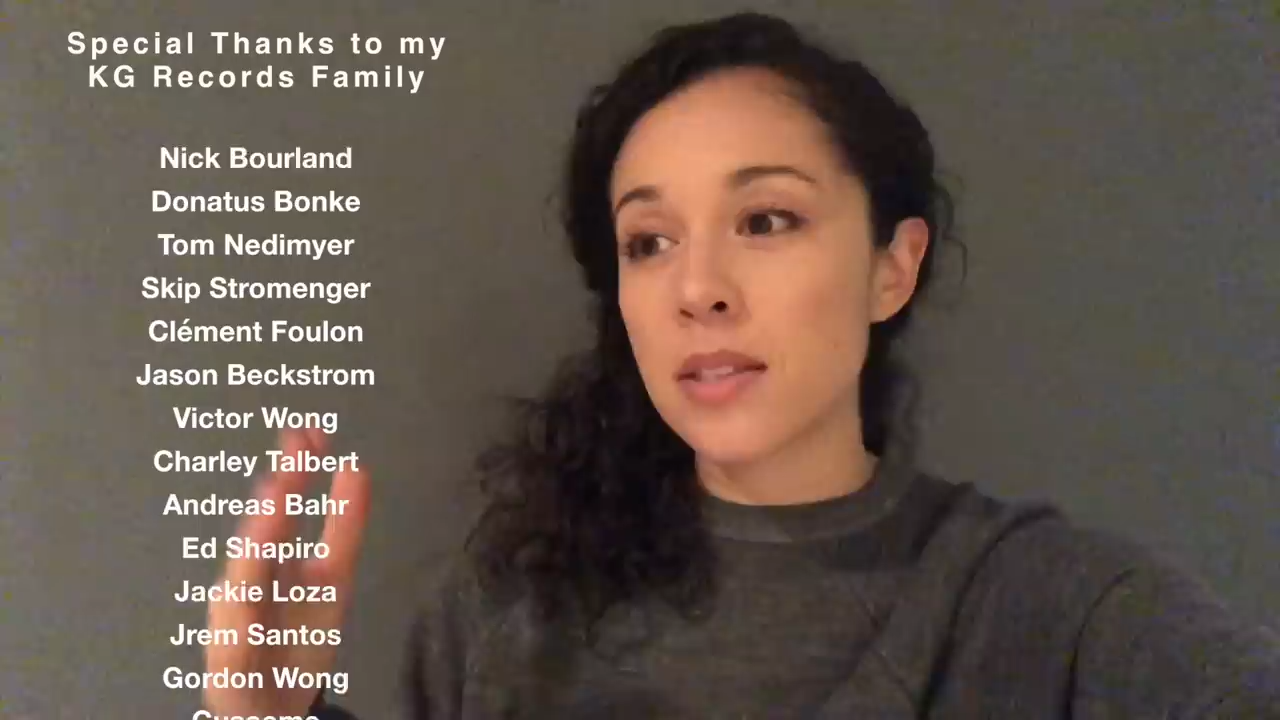 Special Thanks to my
KG Records Family
Nick Bourland
Donatus Bonke
Tom Nedimyer
Skip Stromenger
Clément Foulon
Jason Beckstrom
Victor Wong
Charley Talbert
Andreas Bahr
Ed Shapiro
Jackie Loza
Jrem Santos
Gordon Wong